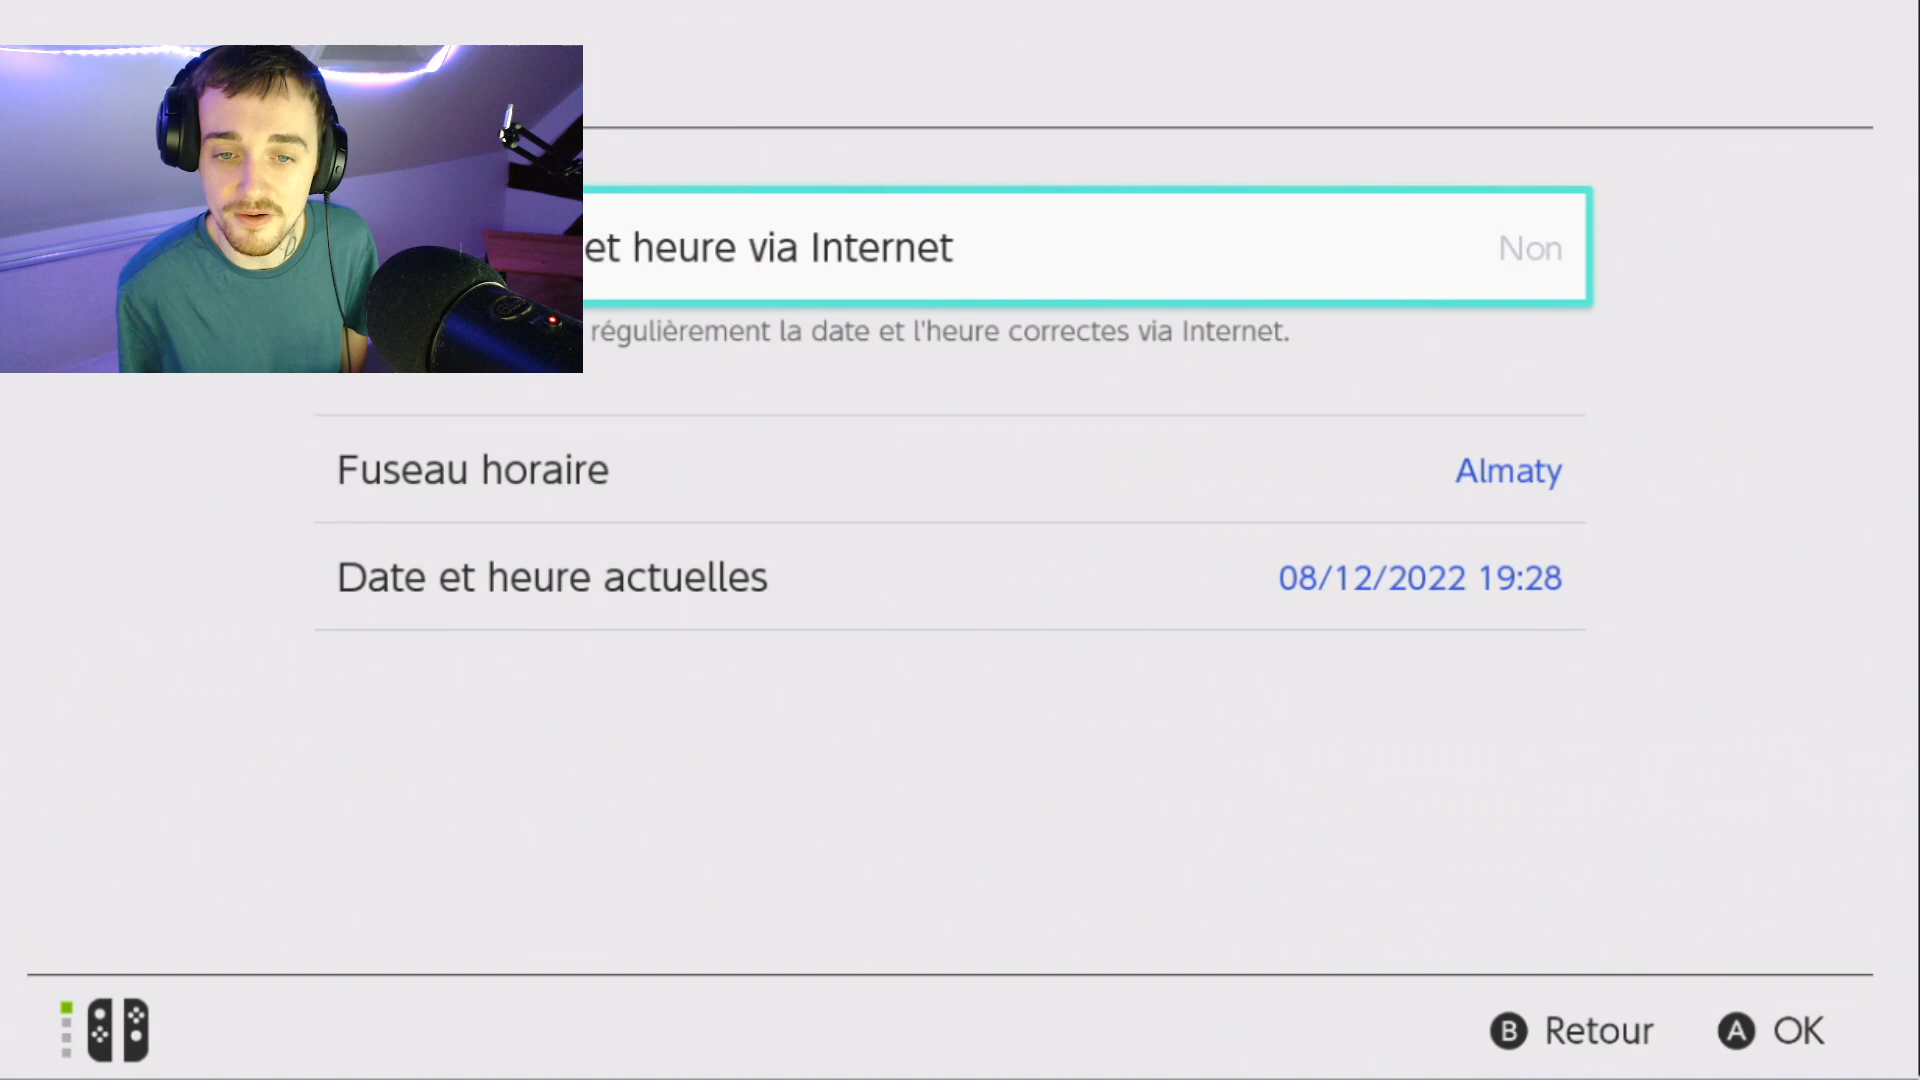 et heure via Internet Non
régulièrement la date et l'heure correctes via Internet.
Fuseau horaire Almaty
Date et heure actuelles 08/12/2022 19:28
B Retour A OK